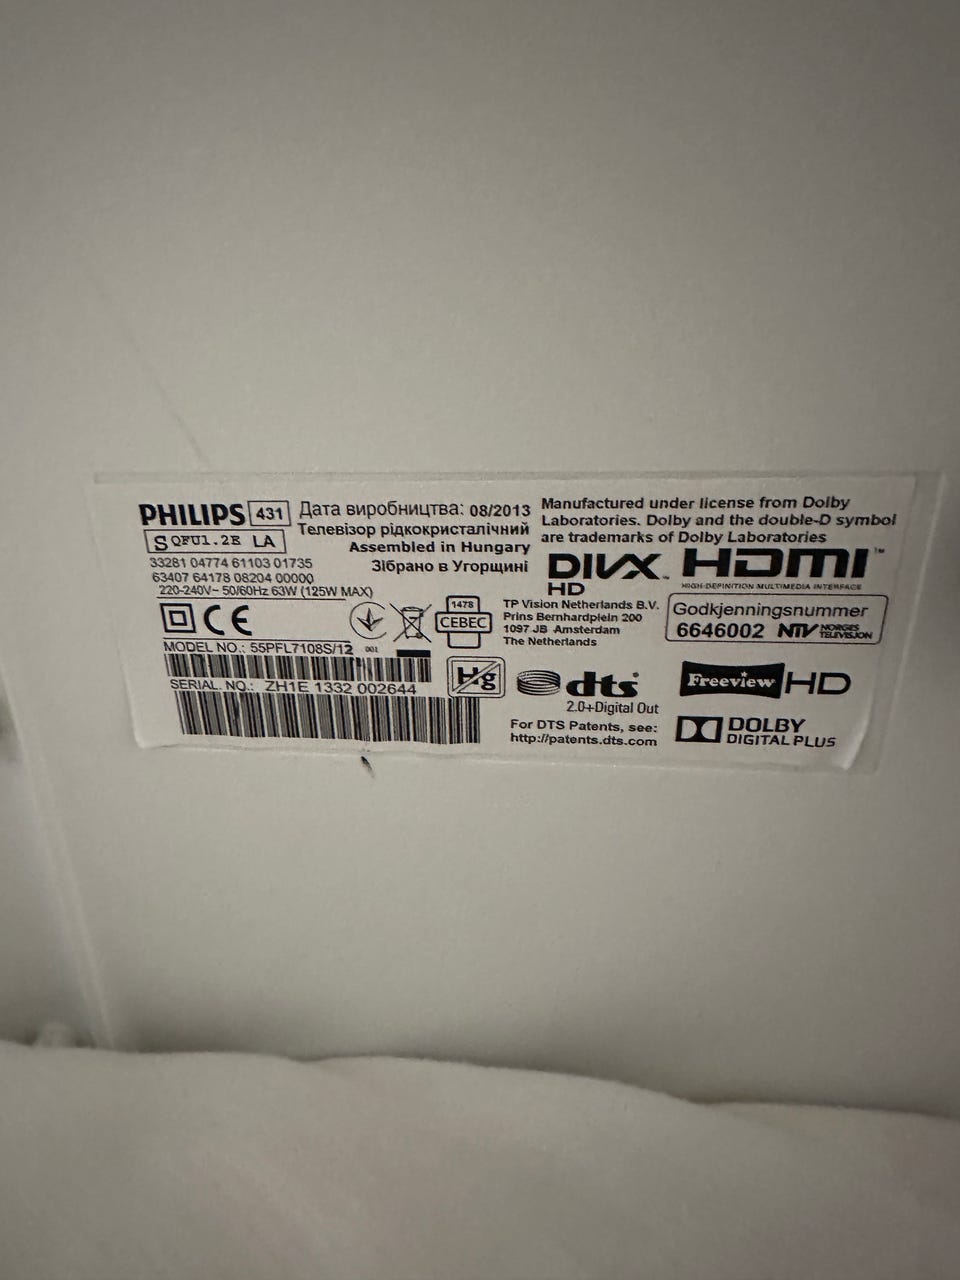 PHILIPS 431
S QFU1.2E LA
33281 04774 61103 01735
63407 64178 08204 00000
220-240V~ 50/60Hz 63W (125W MAX)
Дата виробництва: 08/2013
Телевізор рідкокристалічний
Assembled in Hungary
Зібрано в Угорщині
Manufactured under license from Dolby
Laboratories. Dolby and the double-D symbol
are trademarks of Dolby Laboratories
DIVX™
HD
HDMI™
HIGH-DEFINITION MULTIMEDIA INTERFACE
CE
1478
CEBEC
TP Vision Netherlands B.V.
Prins Bernhardplein 200
1097 JB Amsterdam
The Netherlands
Godkjenningsnummer
6646002 NTV NORGES TELEVISJON
MODEL NO.: 55PFL7108S/12 001
SERIAL. NO.: ZH1E 1332 002644
Hg
dts
2.0+Digital Out
For DTS Patents, see:
http://patents.dts.com
Freeview HD
DOLBY
DIGITAL PLUS